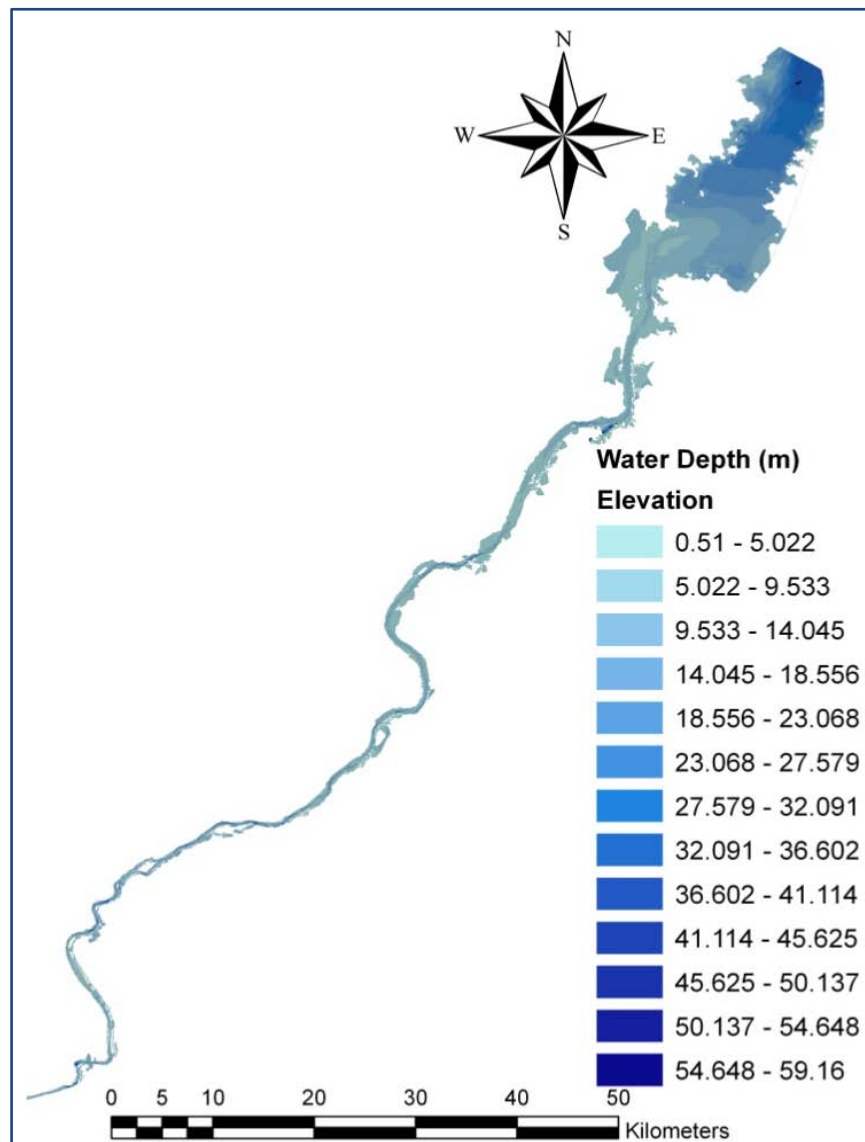 N
W E
S
Water Depth (m)
Elevation
0.51 - 5.022
5.022 - 9.533
9.533 - 14.045
14.045 - 18.556
18.556 - 23.068
23.068 - 27.579
27.579 - 32.091
32.091 - 36.602
36.602 - 41.114
41.114 - 45.625
45.625 - 50.137
50.137 - 54.648
54.648 - 59.16
0 5 10 20 30 40 50
Kilometers